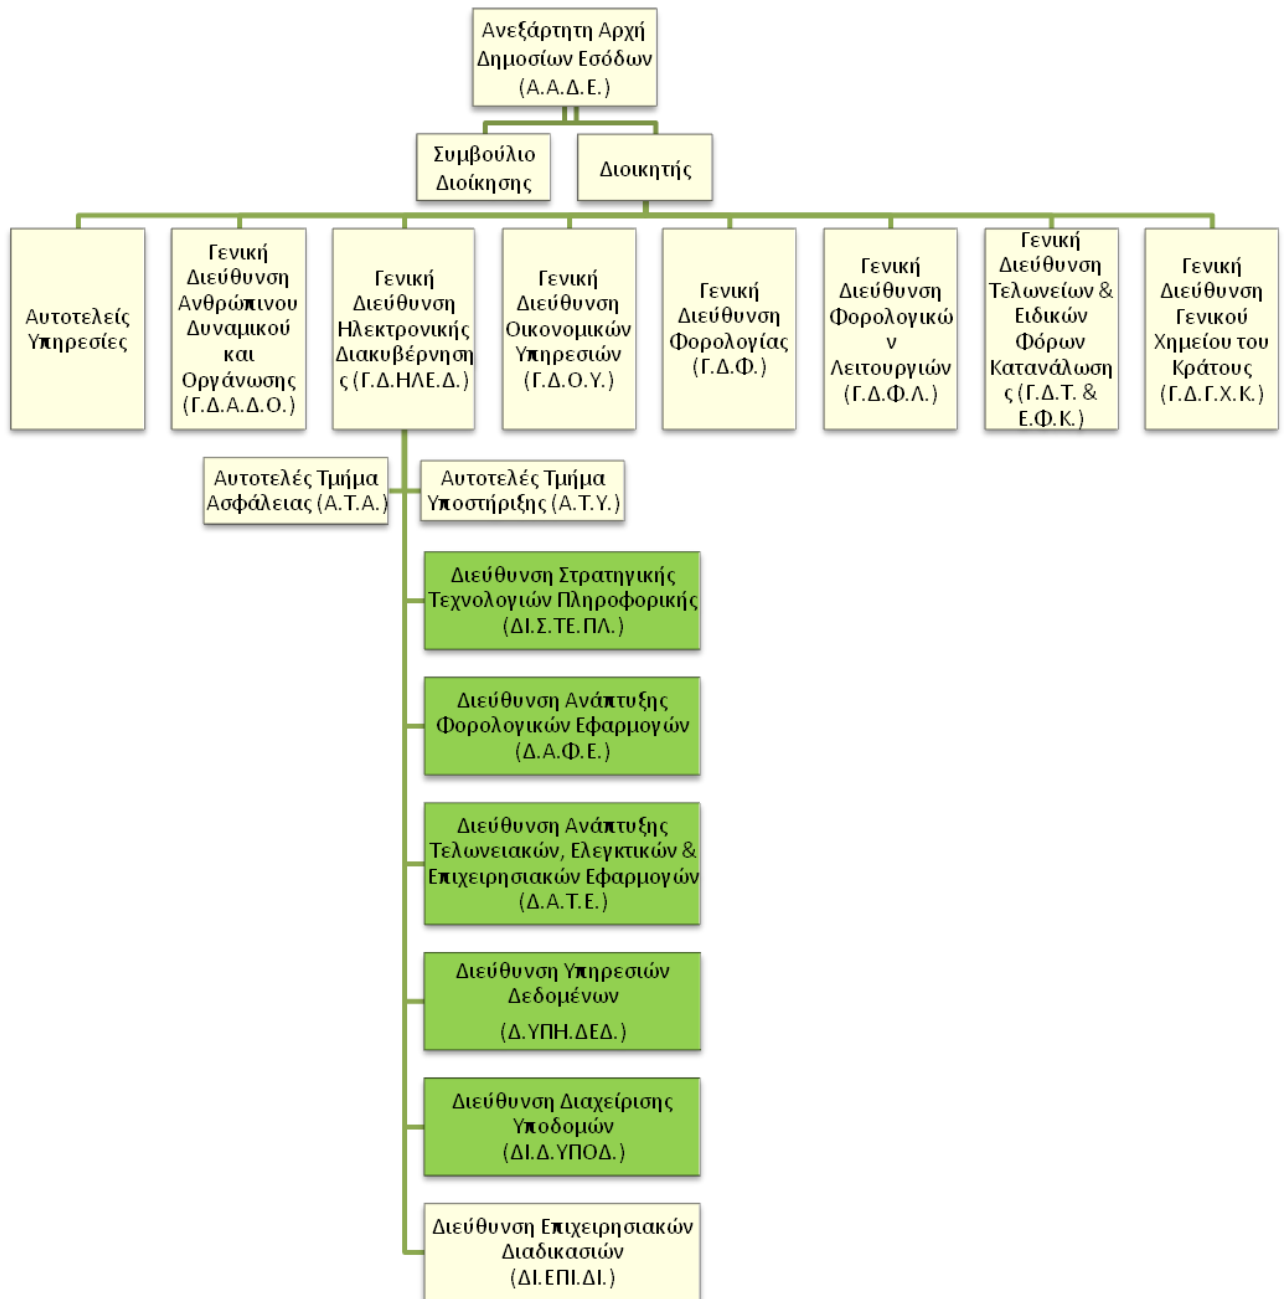 Ανεξάρτητη Αρχή
Δημοσίων Εσόδων
(Α.Α.Δ.Ε.)
Συμβούλιο
Διοίκησης
Διοικητής
Αυτοτελείς
Υπηρεσίες
Γενική
Διεύθυνση
Ανθρώπινου
Δυναμικού
και
Οργάνωσης
(Γ.Δ.Α.Δ.Ο.)
Γενική
Διεύθυνση
Ηλεκτρονικής
Διακυβέρνηση
ς (Γ.Δ.ΗΛΕ.Δ.)
Γενική
Διεύθυνση
Οικονομικών
Υπηρεσιών
(Γ.Δ.Ο.Υ.)
Γενική
Διεύθυνση
Φορολογίας
(Γ.Δ.Φ.)
Γενική
Διεύθυνση
Φορολογικώ
ν
Λειτουργιών
(Γ.Δ.Φ.Λ.)
Γενική
Διεύθυνση
Τελωνείων &
Ειδικών
Φόρων
Κατανάλωση
ς (Γ.Δ.Τ. &
Ε.Φ.Κ.)
Γενική
Διεύθυνση
Γενικού
Χημείου του
Κράτους
(Γ.Δ.Γ.Χ.Κ.)
Αυτοτελές Τμήμα
Ασφάλειας (Α.Τ.Α.)
Αυτοτελές Τμήμα
Υποστήριξης (Α.Τ.Υ.)
Διεύθυνση Στρατηγικής
Τεχνολογιών Πληροφορικής
(ΔΙ.Σ.ΤΕ.ΠΛ.)
Διεύθυνση Ανάπτυξης
Φορολογικών Εφαρμογών
(Δ.Α.Φ.Ε.)
Διεύθυνση Ανάπτυξης
Τελωνειακών, Ελεγκτικών &
Επιχειρησιακών Εφαρμογών
(Δ.Α.Τ.Ε.)
Διεύθυνση Υπηρεσιών
Δεδομένων
(Δ.ΥΠΗ.ΔΕΔ.)
Διεύθυνση Διαχείρισης
Υποδομών
(ΔΙ.Δ.ΥΠΟΔ.)
Διεύθυνση Επιχειρησιακών
Διαδικασιών
(ΔΙ.ΕΠΙ.ΔΙ.)